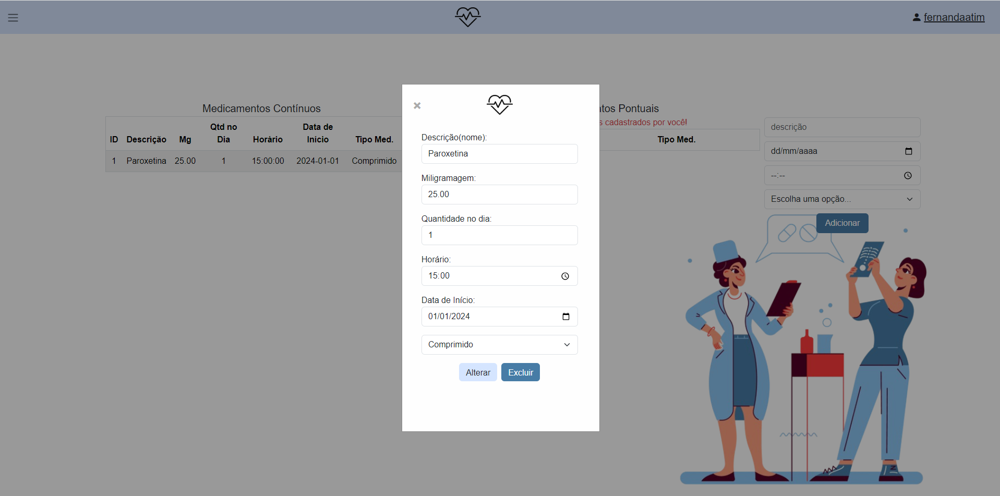 fernandaatim
Medicamentos Contínuos
ID Descrição Mg Qtd no Dia Horário Data de Início Tipo Med.
1 Paroxetina 25.00 1 15:00:00 2024-01-01 Comprimido
Descrição(nome):
Paroxetina
Miligramagem:
25.00
Quantidade no dia:
1
Horário:
15:00
Data de Início:
01/01/2024
Comprimido
Alterar Excluir
Pontuais
cadastrados por você!
Tipo Med.
descrição
dd/mm/aaaa
--:--
Escolha uma opção...
Adicionar